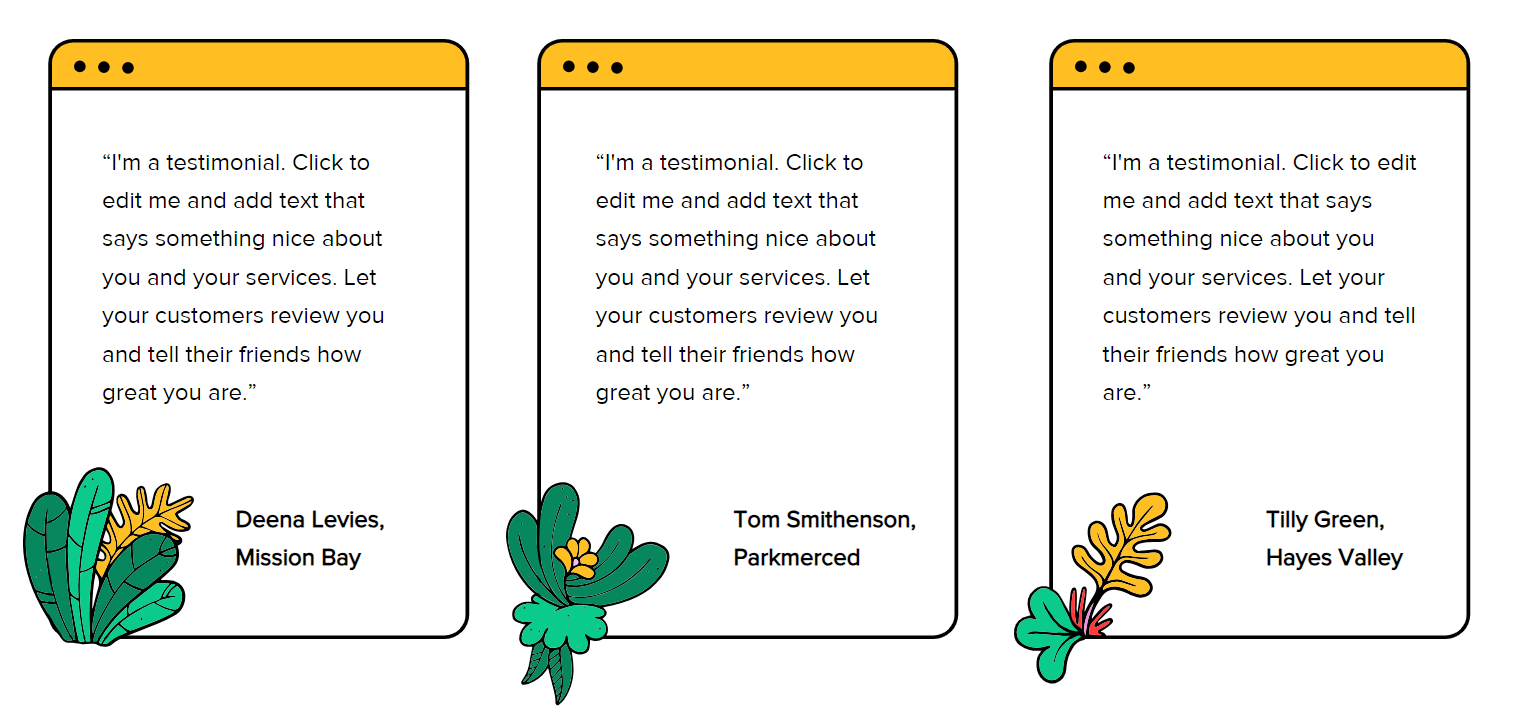 “I'm a testimonial. Click to
edit me and add text that
says something nice about
you and your services. Let
your customers review you
and tell their friends how
great you are.”
Deena Levies,
Mission Bay
“I'm a testimonial. Click to
edit me and add text that
says something nice about
you and your services. Let
your customers review you
and tell their friends how
great you are.”
Tom Smithenson,
Parkmerced
“I'm a testimonial. Click to edit
me and add text that says
something nice about you
and your services. Let your
customers review you and tell
their friends how great you
are.”
Tilly Green,
Hayes Valley